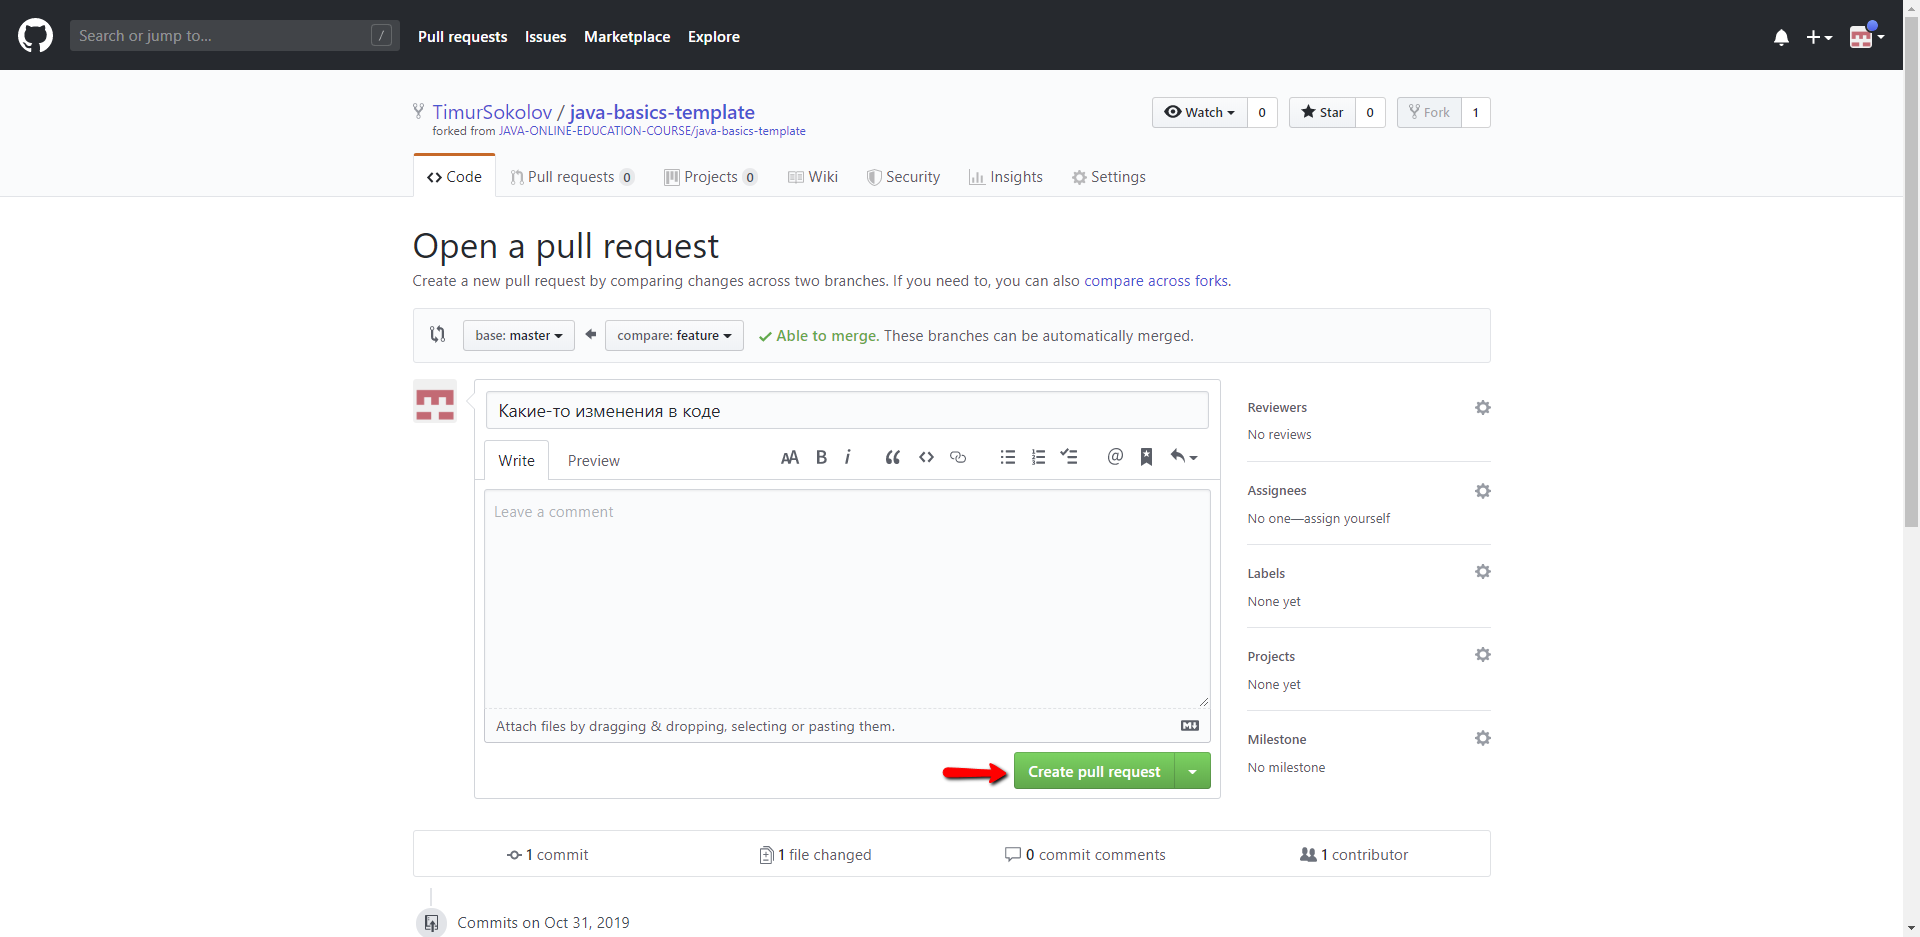 Search or jump to... /
Pull requests Issues Marketplace Explore
TimurSokolov / java-basics-template
forked from JAVA-ONLINE-EDUCATION-COURSE/java-basics-template
Watch 0 Star 0 Fork 1
Code Pull requests 0 Projects 0 Wiki Security Insights Settings
Open a pull request
Create a new pull request by comparing changes across two branches. If you need to, you can also compare across forks.
base: master compare: feature Able to merge. These branches can be automatically merged.
Какие-то изменения в коде
Write Preview
AA B i
Leave a comment
Attach files by dragging & dropping, selecting or pasting them.
Create pull request
Reviewers
No reviews
Assignees
No one—assign yourself
Labels
None yet
Projects
None yet
Milestone
No milestone
1 commit 1 file changed 0 commit comments 1 contributor
Commits on Oct 31, 2019